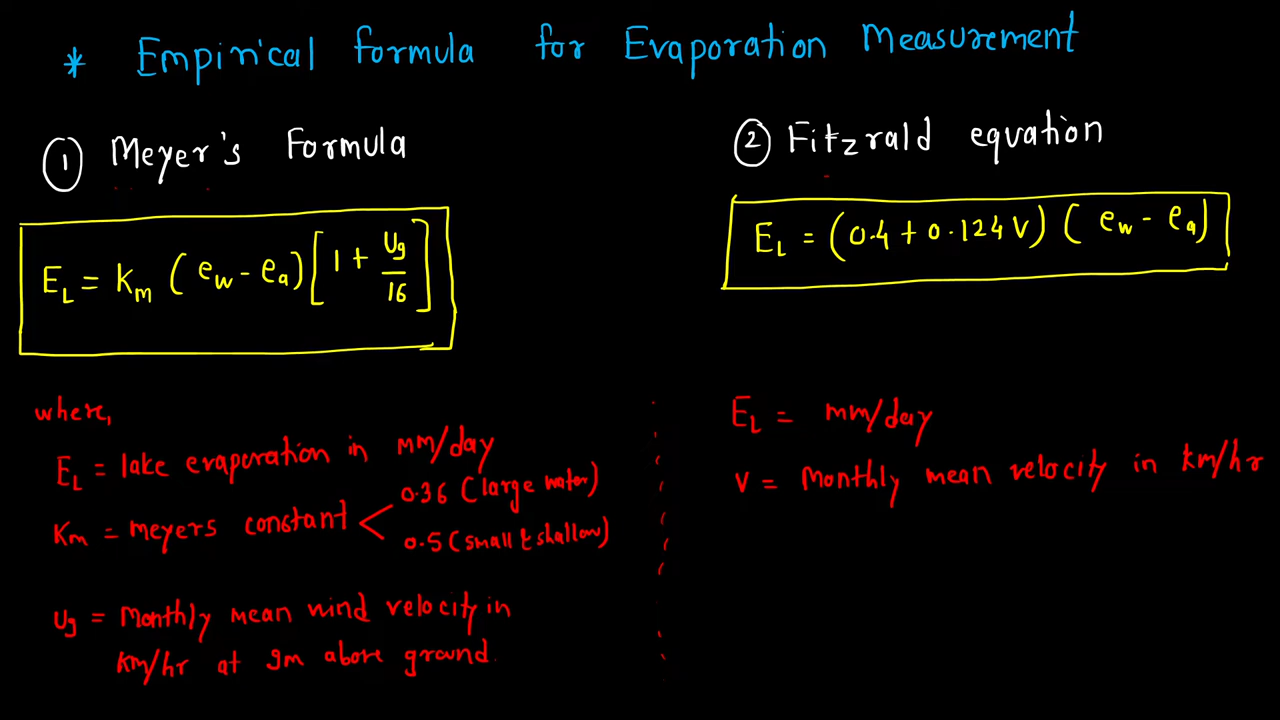 * Empirical formula for Evaporation Measurement
① Meyer's Formula
E_L = K_m (e_w - e_a) [1 + U_9/16]
where,
E_L = lake evaporation in mm/day
K_m = meyers constant < 0.36 (large water)
0.5 (small & shallow)
U_9 = Monthly mean wind velocity in
km/hr at 9m above ground.
② Fitzrald equation
E_L = (0.4 + 0.124 V) (e_w - e_a)
E_L = mm/day
V = Monthly mean velocity in km/hr